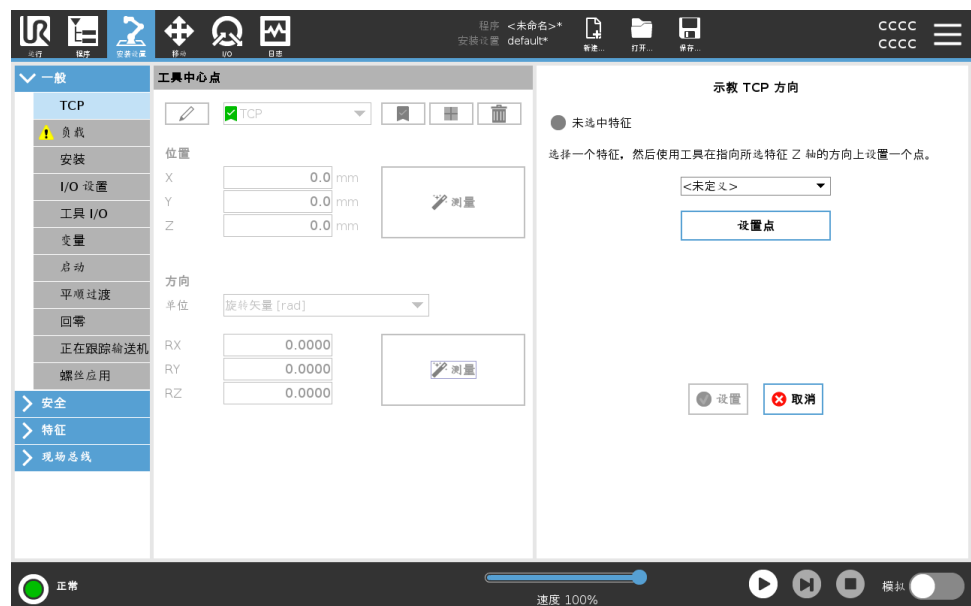 UR
运行 程序 安装设置 移动 I/O 日志
程序 <未命名>*
安装设置 default*
新建... 打开... 保存...
CCCC
CCCC
一般
TCP
负载
安装
I/O 设置
工具 I/O
变量
启动
平顺过渡
回零
正在跟踪输送机
螺丝应用
安全
特征
现场总线
工具中心点
TCP
位置
X 0.0 mm
Y 0.0 mm
Z 0.0 mm
测量
方向
单位 旋转矢量 [rad]
RX 0.0000
RY 0.0000
RZ 0.0000
测量
示教 TCP 方向
未选中特征
选择一个特征，然后使用工具在指向所选特征 Z 轴的方向上设置一个点。
<未定义>
设置点
设置 取消
正常
速度 100%
模拟